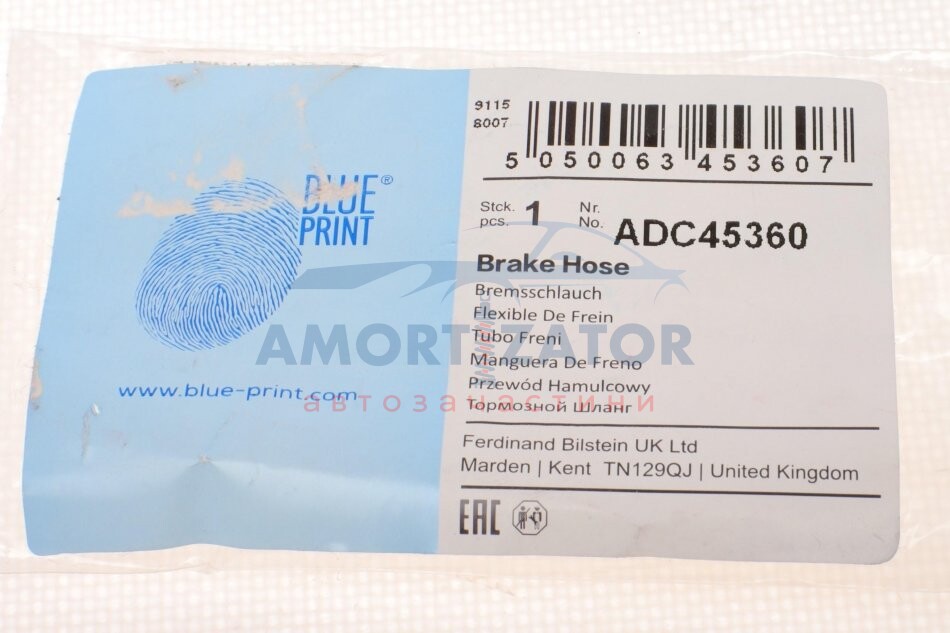 BLUE®
PRINT
www.blue-print.com
9115
8007
5 050063 453607
Stck. 1 Nr.
pcs. No. ADC45360
Brake Hose
Bremsschlauch
Flexible De Frein
Tubo Freni
Manguera De Freno
Przewód Hamulcowy
Тормозной Шланг
Ferdinand Bilstein UK Ltd
Marden | Kent TN129QJ | United Kingdom
EAC
AMORTIZATOR
автозапчастини